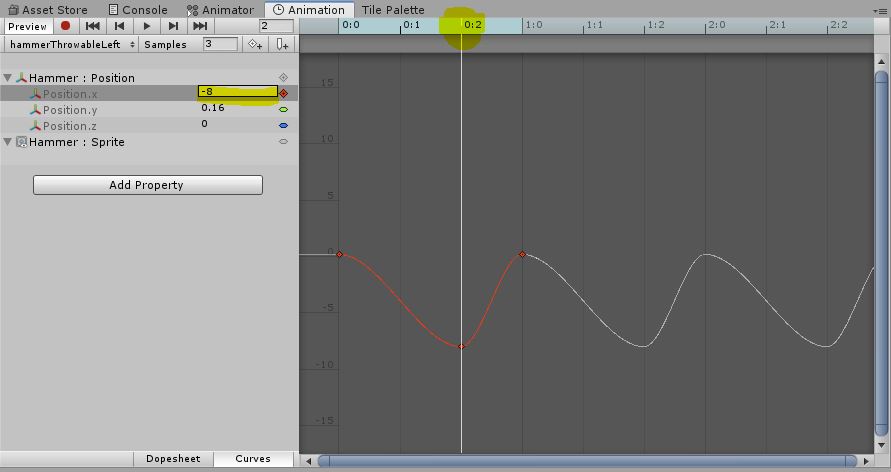 Asset Store Console Animator Animation Tile Palette
Preview 2 0:0 0:1 0:2 1:0 1:1 1:2 2:0 2:1 2:2
hammerThrowableLeft Samples 3
Hammer : Position
Position.x -8
Position.y 0.16
Position.z 0
Hammer : Sprite
Add Property
15
10
5
0
-5
-10
-15
Dopesheet Curves